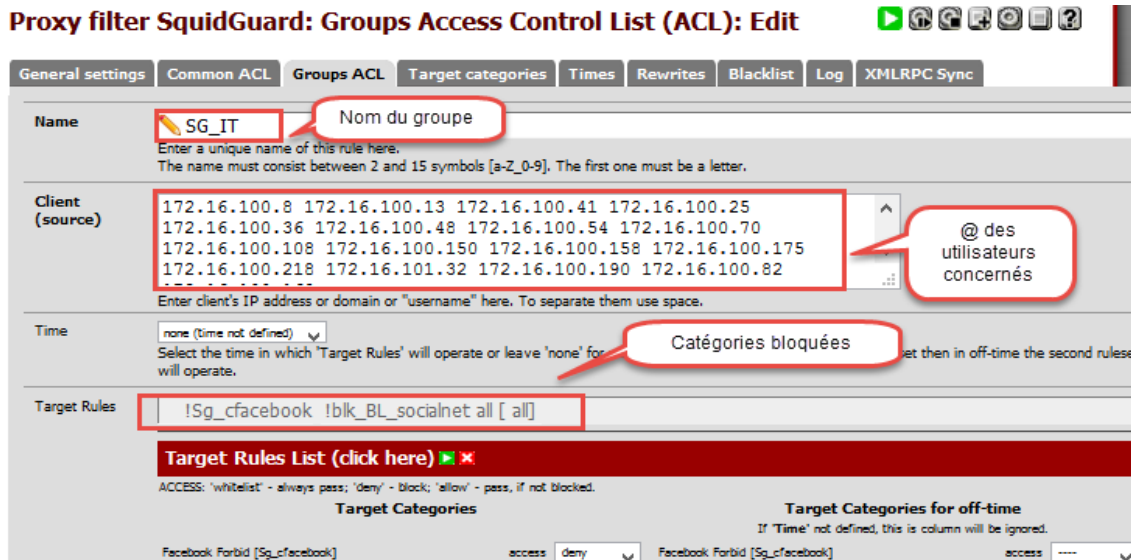 Proxy filter SquidGuard: Groups Access Control List (ACL): Edit
General settings Common ACL Groups ACL Target categories Times Rewrites Blacklist Log XMLRPC Sync
Name
SG_IT
Nom du groupe
Enter a unique name of this rule here.
The name must consist between 2 and 15 symbols [a-Z_0-9]. The first one must be a letter.
Client
(source)
172.16.100.8 172.16.100.13 172.16.100.41 172.16.100.25
172.16.100.36 172.16.100.48 172.16.100.54 172.16.100.70
172.16.100.108 172.16.100.150 172.16.100.158 172.16.100.175
172.16.100.218 172.16.101.32 172.16.100.190 172.16.100.82
@ des
utilisateurs
concernés
Enter client's IP address or domain or "username" here. To separate them use space.
Time
none (time not defined)
Catégories bloquées
Select the time in which 'Target Rules' will operate or leave 'none' for set then in off-time the second rulese
will operate.
Target Rules
!Sg_cfacebook !blk_BL_socialnet all [ all]
Target Rules List (click here)
ACCESS: 'whitelist' - always pass; 'deny' - block; 'allow' - pass, if not blocked.
Target Categories
Target Categories for off-time
If 'Time' not defined, this is column will be ignored.
Facebook Forbid [Sg_cfacebook] access deny Facebook Forbid [Sg_cfacebook] access ----